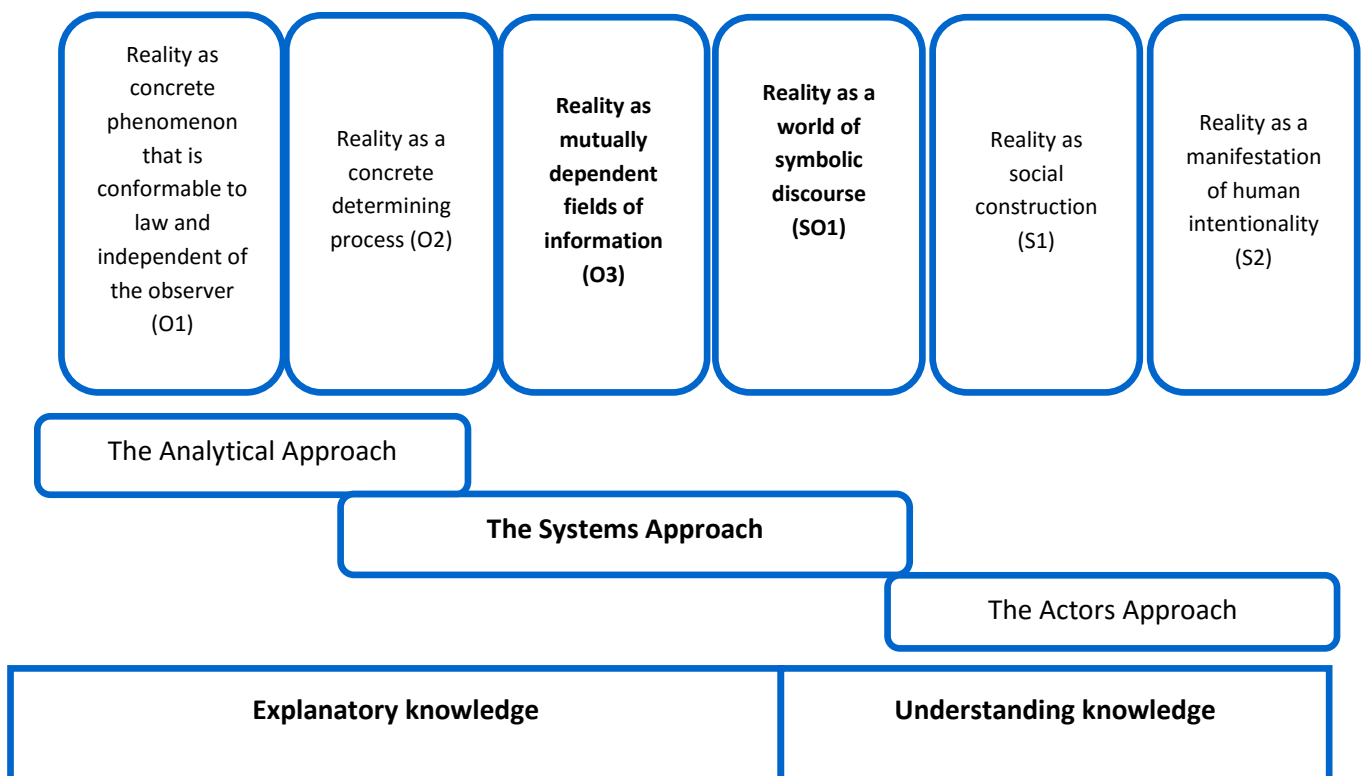 Reality as
concrete
phenomenon
that is
conformable to
law and
independent of
the observer
(O1)
Reality as a
concrete
determining
process (O2)
Reality as
mutually
dependent
fields of
information
(O3)
Reality as a
world of
symbolic
discourse
(SO1)
Reality as
social
construction
(S1)
Reality as a
manifestation
of human
intentionality
(S2)
The Analytical Approach
The Systems Approach
The Actors Approach
Explanatory knowledge
Understanding knowledge